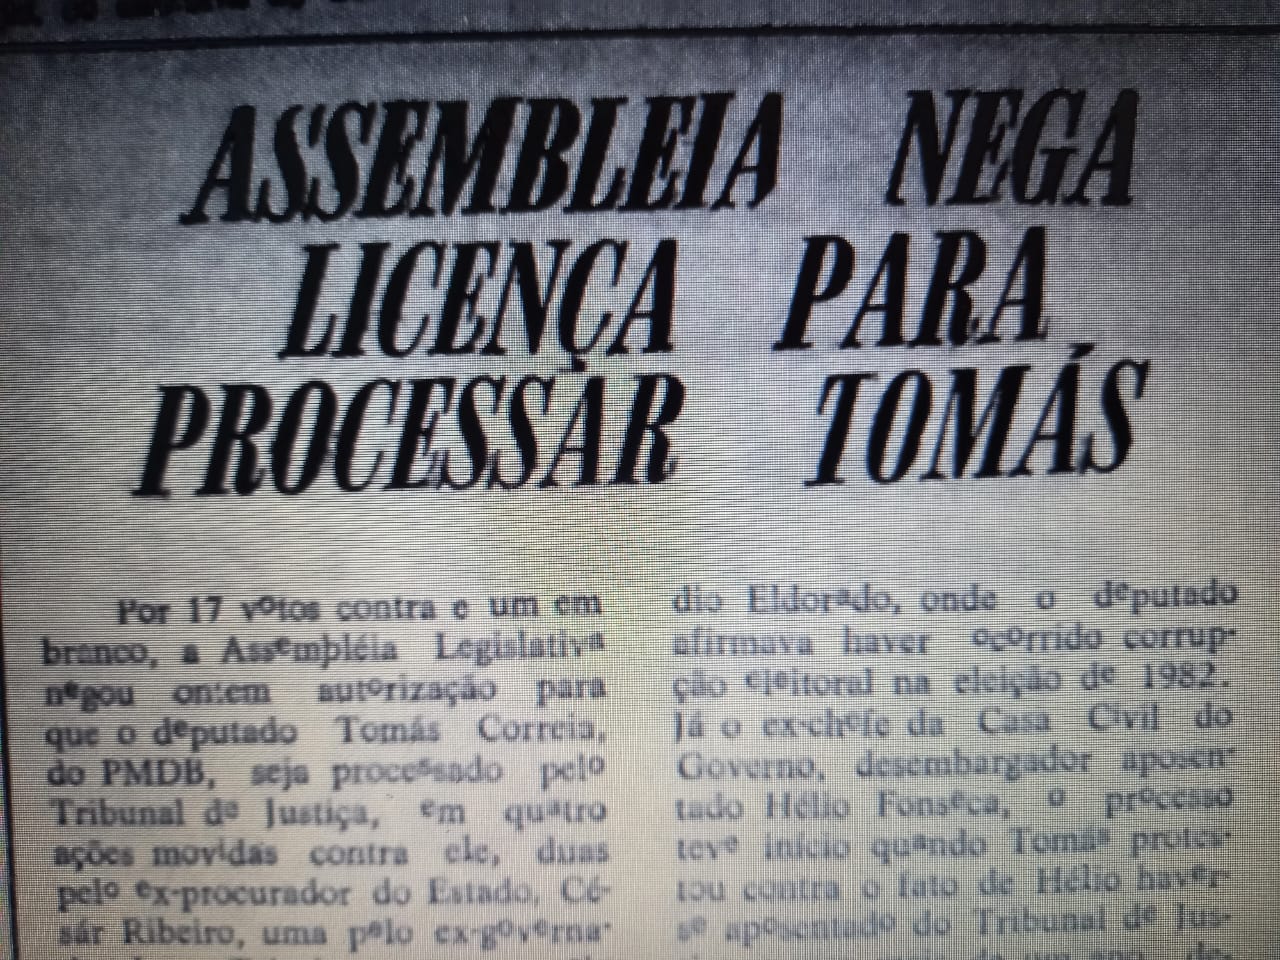 ASSEMBLEIA NEGA
LICENÇA PARA
PROCESSAR TOMÁS
Por 17 votos contra e um em
branco, a Assembléia Legislativa
negou ontem autorização para
que o deputado Tomás Correia,
do PMDB, seja processado pelo
Tribunal de Justiça, em quatro
ações movidas contra ele, duas
pelo ex-procurador do Estado, Cé-
sár Ribeiro, uma pelo ex-governa-
dio Eldorado, onde o deputado
afirmava haver ocorrido corrup-
ção eleitoral na eleição de 1982.
Já o ex-chefe da Casa Civil do
Governo, desembargador aposen-
tado Hélio Fonseca, o processo
teve início quando Tomás protes-
tou contra o fato de Hélio haver-
se aposentado do Tribunal de Jus-